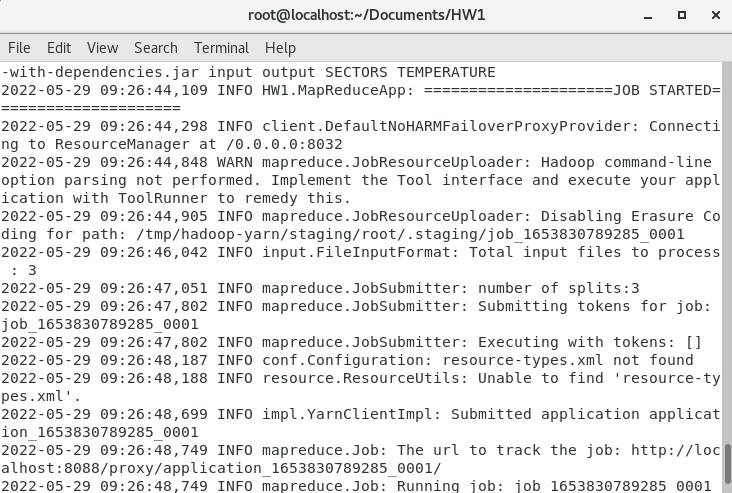 root@localhost:~/Documents/HW1
File Edit View Search Terminal Help
-with-dependencies.jar input output SECTORS TEMPERATURE
2022-05-29 09:26:44,109 INFO HW1.MapReduceApp: =====================JOB STARTED=
====================
2022-05-29 09:26:44,298 INFO client.DefaultNoHARMFailoverProxyProvider: Connecti
ng to ResourceManager at /0.0.0.0:8032
2022-05-29 09:26:44,848 WARN mapreduce.JobResourceUploader: Hadoop command-line 
option parsing not performed. Implement the Tool interface and execute your appl
ication with ToolRunner to remedy this.
2022-05-29 09:26:44,905 INFO mapreduce.JobResourceUploader: Disabling Erasure Co
ding for path: /tmp/hadoop-yarn/staging/root/.staging/job_1653830789285_0001
2022-05-29 09:26:46,042 INFO input.FileInputFormat: Total input files to process
 : 3
2022-05-29 09:26:47,051 INFO mapreduce.JobSubmitter: number of splits:3
2022-05-29 09:26:47,802 INFO mapreduce.JobSubmitter: Submitting tokens for job: 
job_1653830789285_0001
2022-05-29 09:26:47,802 INFO mapreduce.JobSubmitter: Executing with tokens: []
2022-05-29 09:26:48,187 INFO conf.Configuration: resource-types.xml not found
2022-05-29 09:26:48,188 INFO resource.ResourceUtils: Unable to find 'resource-ty
pes.xml'.
2022-05-29 09:26:48,699 INFO impl.YarnClientImpl: Submitted application applicat
ion_1653830789285_0001
2022-05-29 09:26:48,749 INFO mapreduce.Job: The url to track the job: http://loc
alhost:8088/proxy/application_1653830789285_0001/
2022-05-29 09:26:48,749 INFO mapreduce.Job: Running job: job_1653830789285_0001